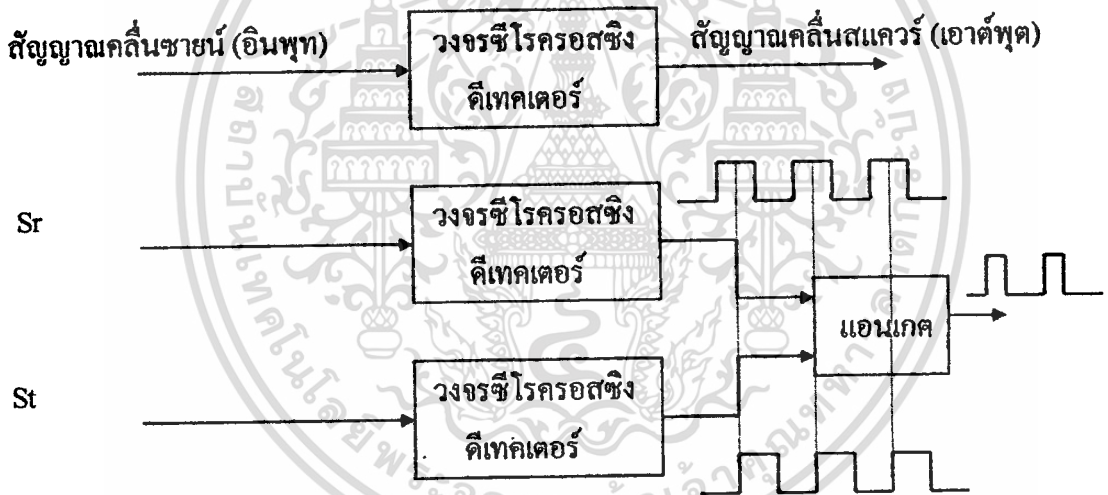 สัญญาณคลื่นซายน์ (อินพุท)
วงจรซีโรครอสซิง
ดีเทคเตอร์
สัญญาณคลื่นสแควร์ (เอาต์พุต)
Sr
วงจรซีโรครอสซิง
ดีเทคเตอร์
แอนเกต
St
วงจรซีโรครอสซิง
ดีเทคเตอร์